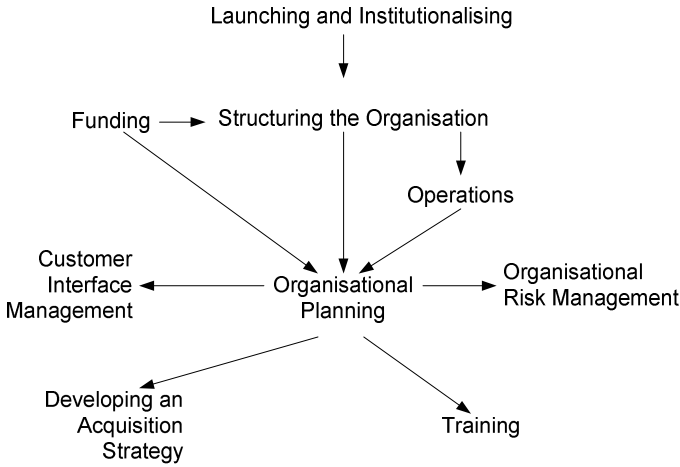 Launching and Institutionalising
Funding
Structuring the Organisation
Operations
Customer
Interface
Management
Organisational
Planning
Organisational
Risk Management
Developing an
Acquisition
Strategy
Training